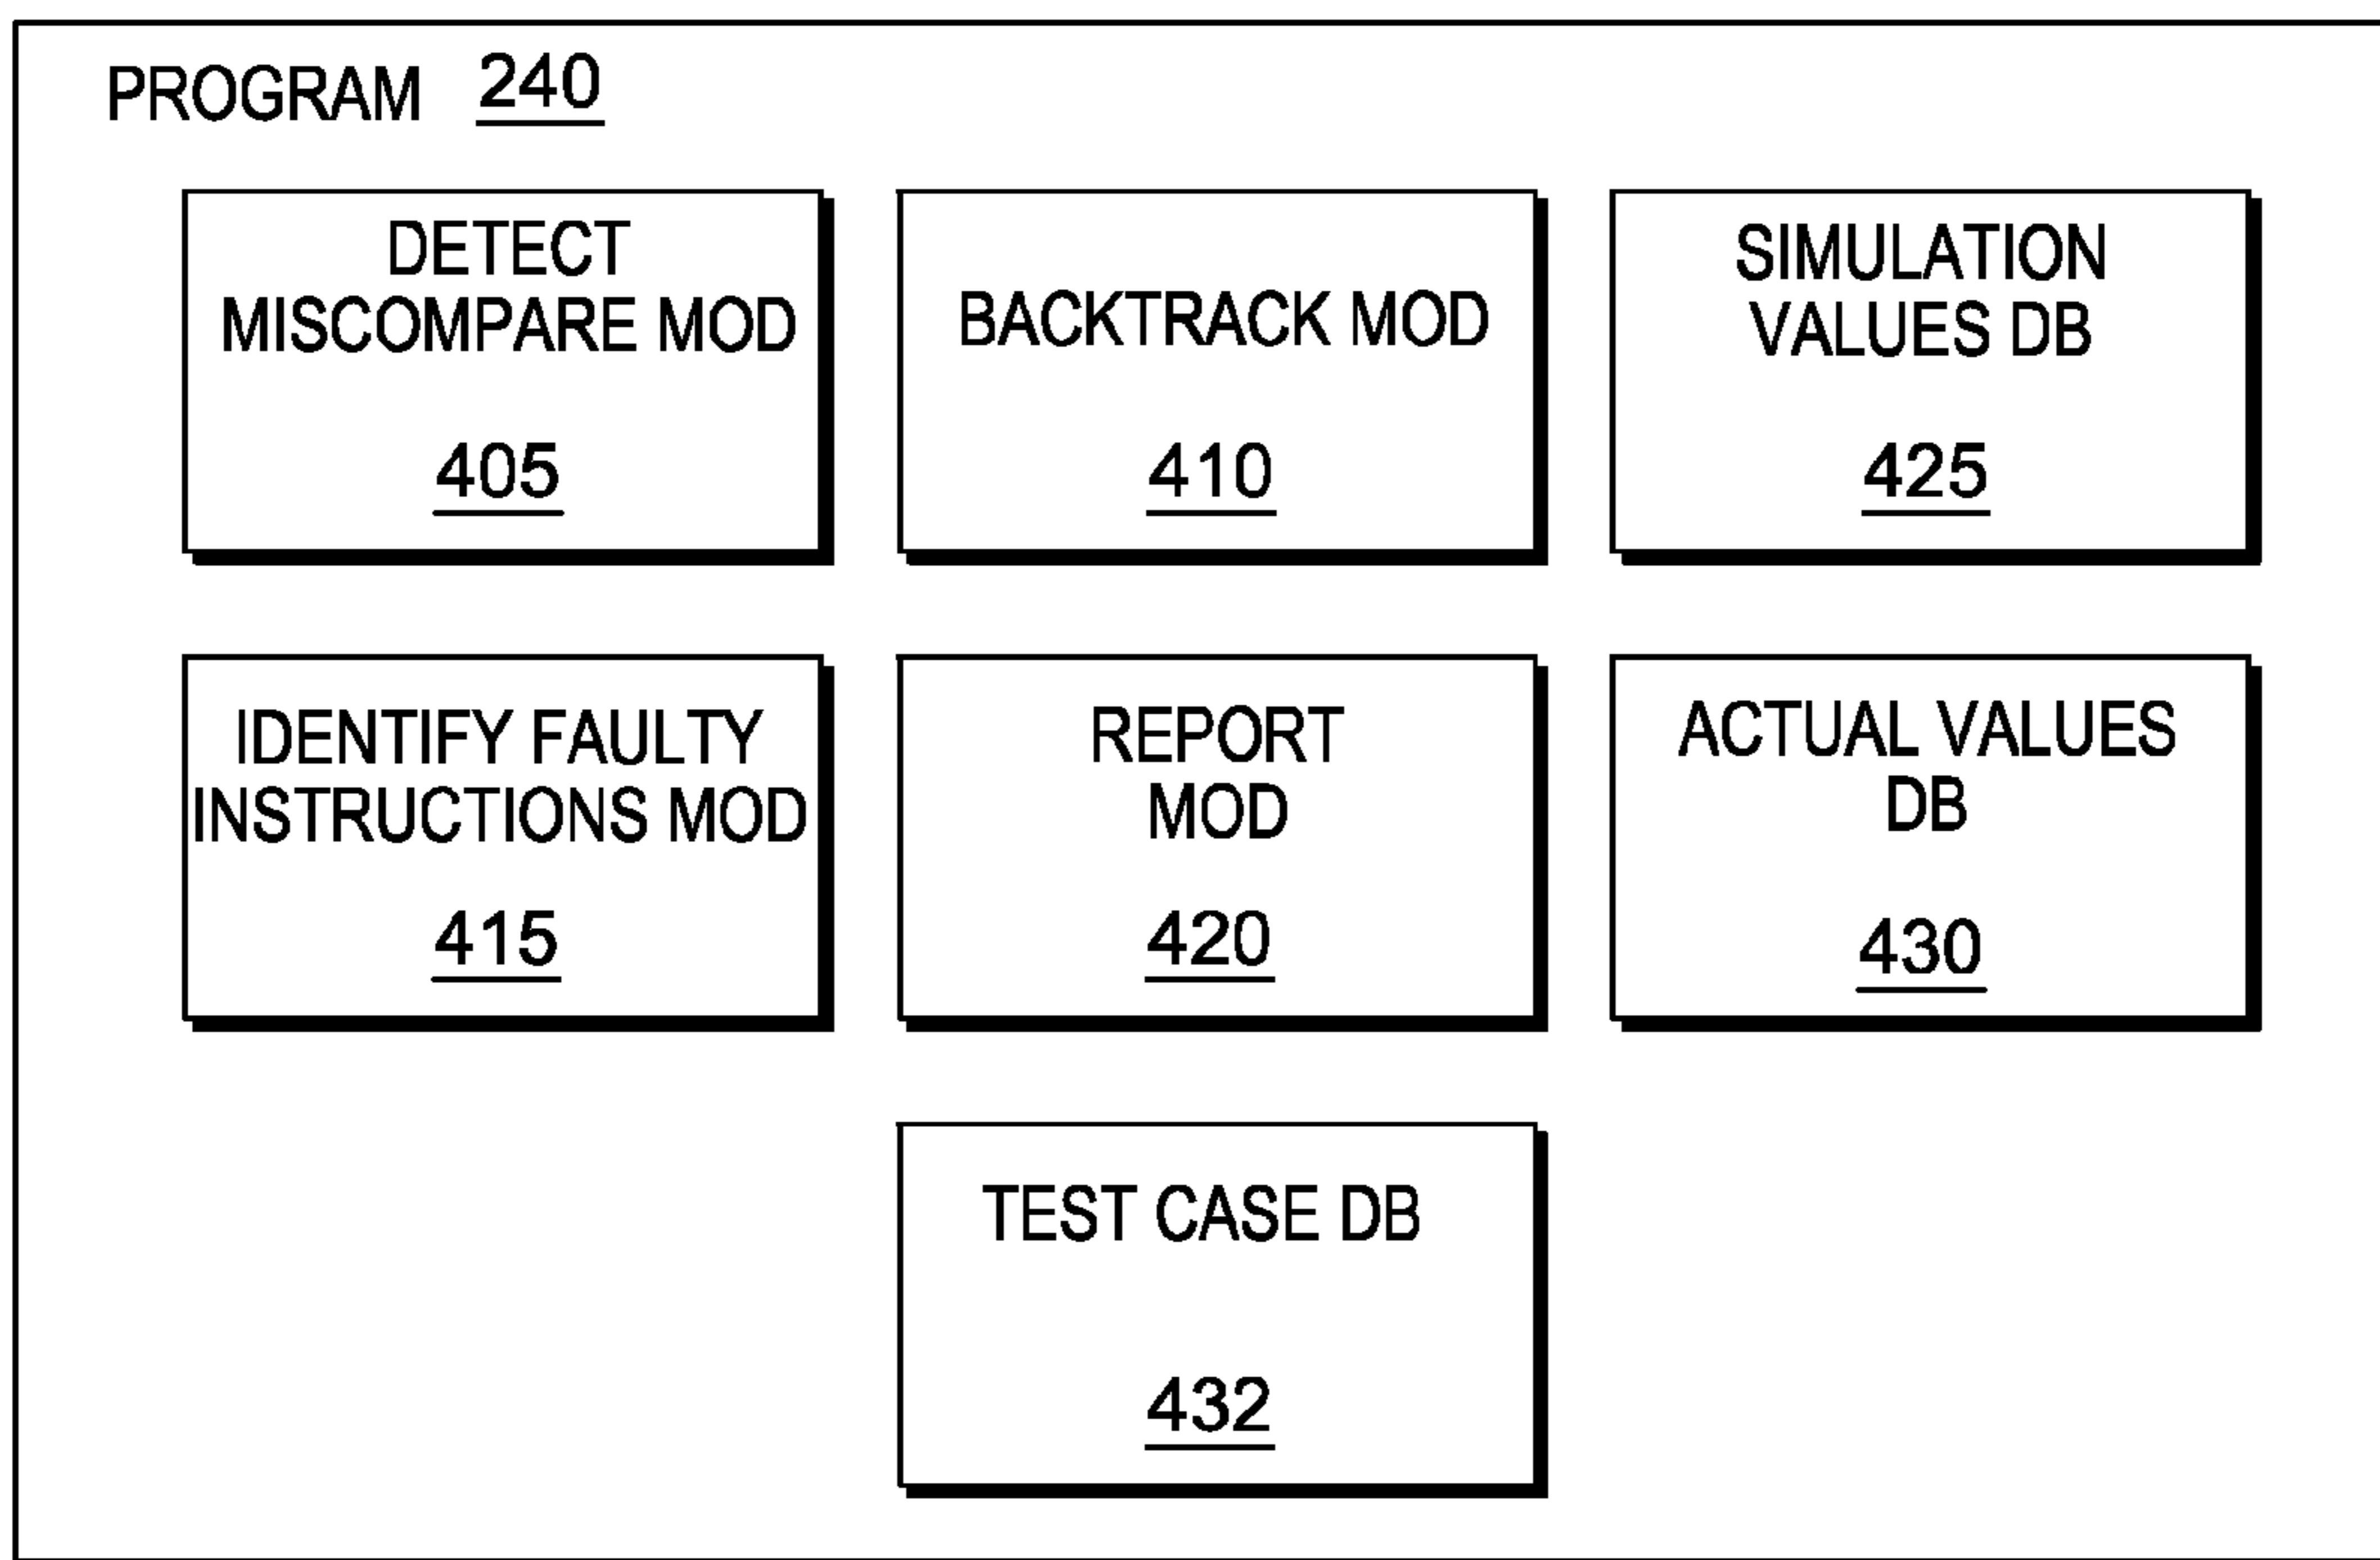 PROGRAM 240
DETECT
MISCOMPARE MOD
405
BACKTRACK MOD
410
SIMULATION
VALUES DB
425
IDENTIFY FAULTY
INSTRUCTIONS MOD
415
REPORT
MOD
420
ACTUAL VALUES
DB
430
TEST CASE DB
432